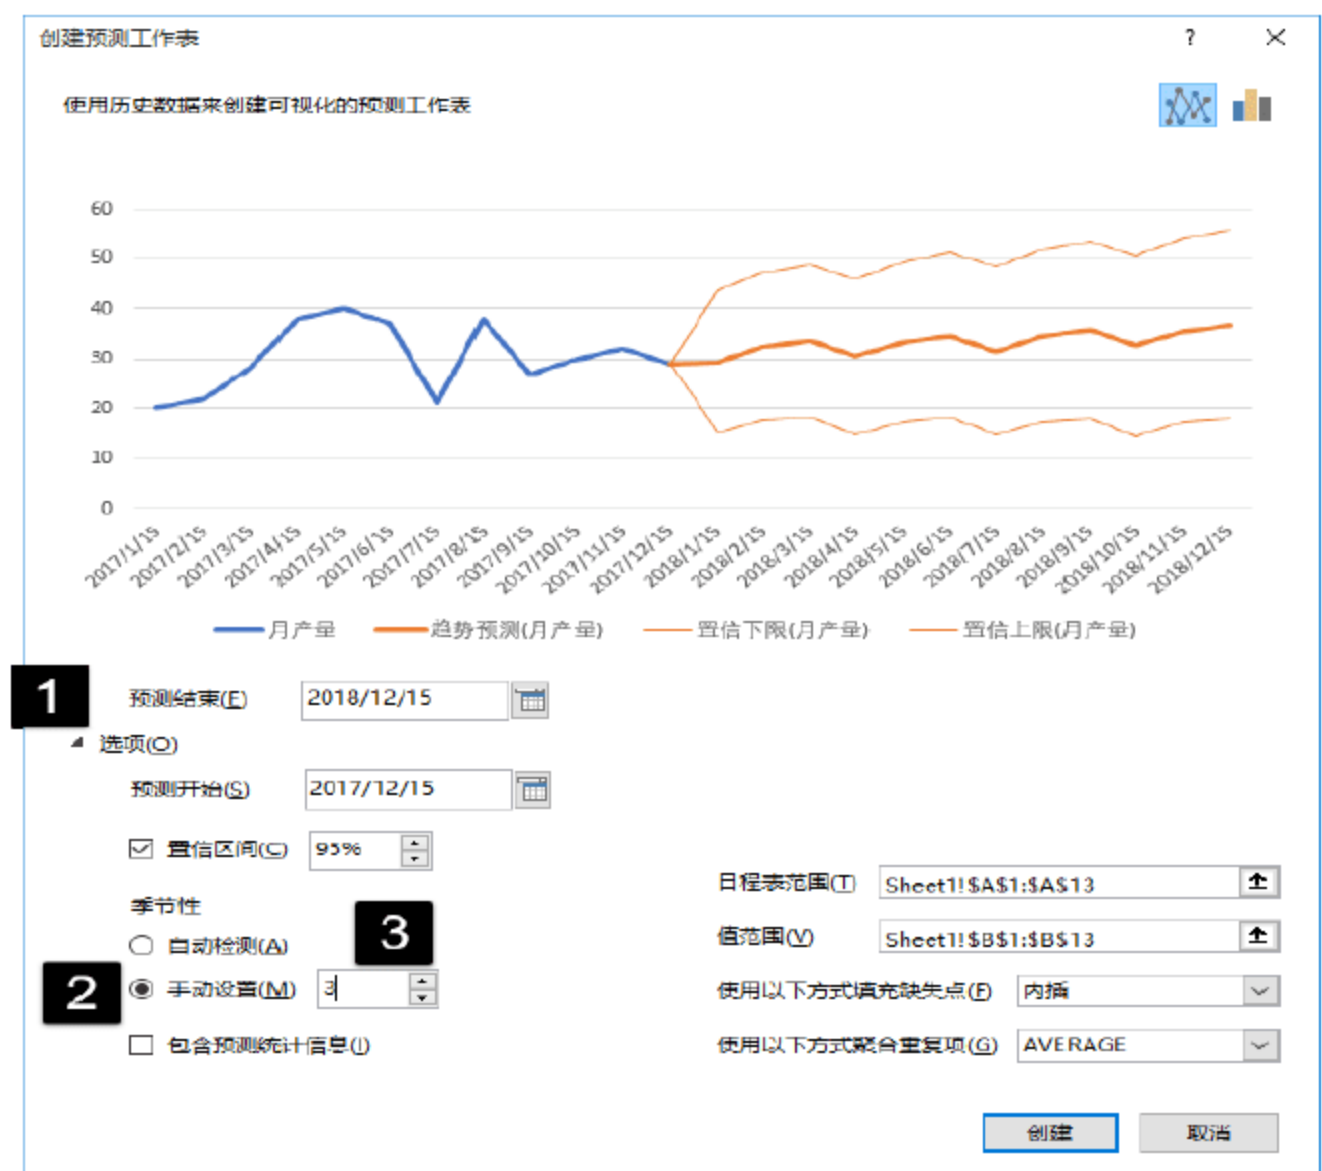 创建预测工作表
?
使用历史数据来创建可视化的预测工作表
60
50
40
30
20
10
0
2017/1/15 2017/2/15 2017/3/15 2017/4/15 2017/5/15 2017/6/15 2017/7/15 2017/8/15 2017/9/15 2017/10/15 2017/11/15 2017/12/15 2018/1/15 2018/2/15 2018/3/15 2018/4/15 2018/5/15 2018/6/15 2018/7/15 2018/8/15 2018/9/15 2018/10/15 2018/11/15 2018/12/15
月产量 趋势预测(月产量) 置信下限(月产量) 置信上限(月产量)
1 预测结束(E) 2018/12/15
选项(O)
预测开始(S) 2017/12/15
置信区间(C) 95%
日程表范围(T) Sheet1!$A$1:$A$13
季节性
3
值范围(V) Sheet1!$B$1:$B$13
自动检测(A)
2 手动设置(M) 3
使用以下方式填充缺失点(F) 内插
包含预测统计信息(I)
使用以下方式聚合重复项(G) AVERAGE
创建 取消